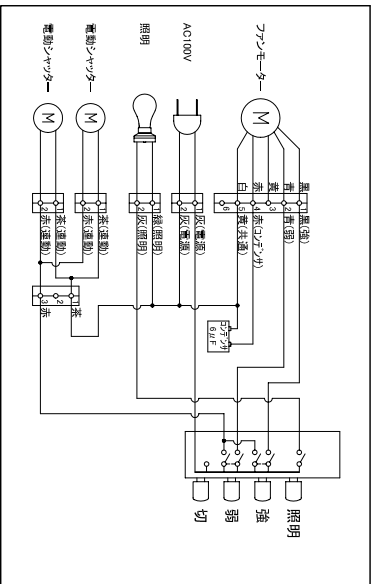 ファンモーター
M
黒 1 黒(強)
青 2 青(弱)
黄 3
赤 4 赤(コンデンサ)
白 5 黄(共通)
6
コンデンサ
6μF
AC100V
1 灰(電源)
2 灰(電源)
照明
1 緑(照明)
2 灰(照明)
電動シャッター
M
1 茶(連動)
2 赤(連動)
電動シャッター
M
1 茶(連動)
2 赤(連動)
1 茶
2
3 赤
照明
強
弱
切